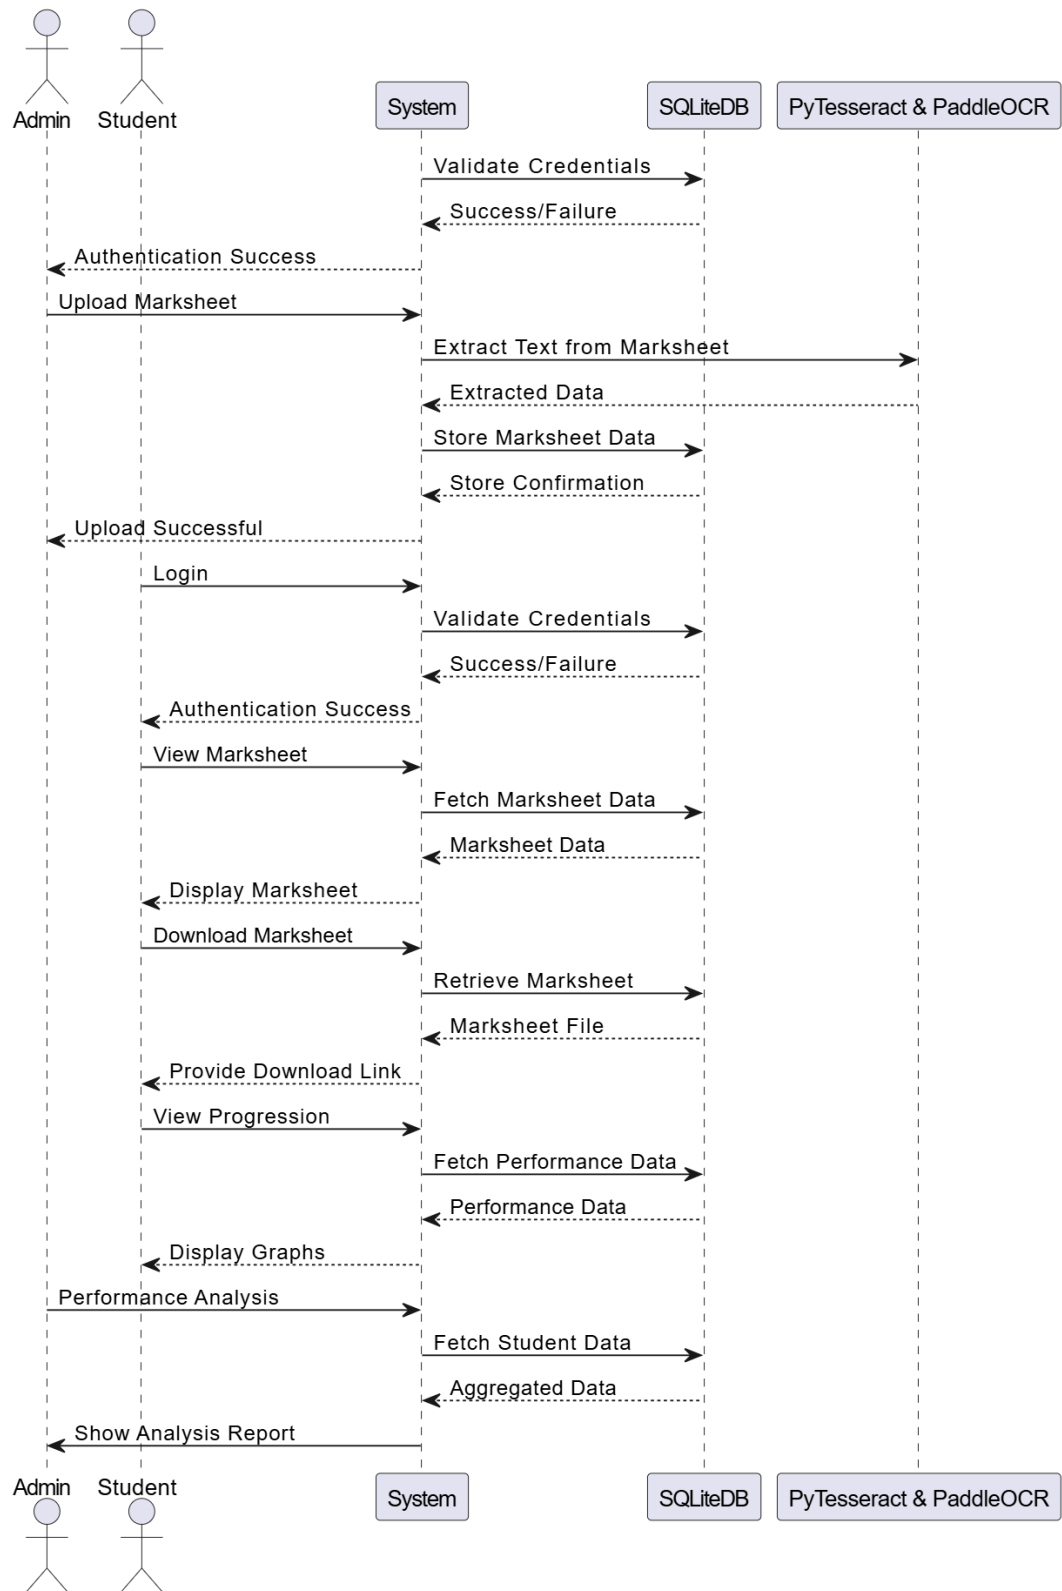 Admin
Student
System
SQLiteDB
PyTesseract & PaddleOCR
Validate Credentials
Success/Failure
Authentication Success
Upload Marksheet
Extract Text from Marksheet
Extracted Data
Store Marksheet Data
Store Confirmation
Upload Successful
Login
Validate Credentials
Success/Failure
Authentication Success
View Marksheet
Fetch Marksheet Data
Marksheet Data
Display Marksheet
Download Marksheet
Retrieve Marksheet
Marksheet File
Provide Download Link
View Progression
Fetch Performance Data
Performance Data
Display Graphs
Performance Analysis
Fetch Student Data
Aggregated Data
Show Analysis Report
Admin
Student
System
SQLiteDB
PyTesseract & PaddleOCR